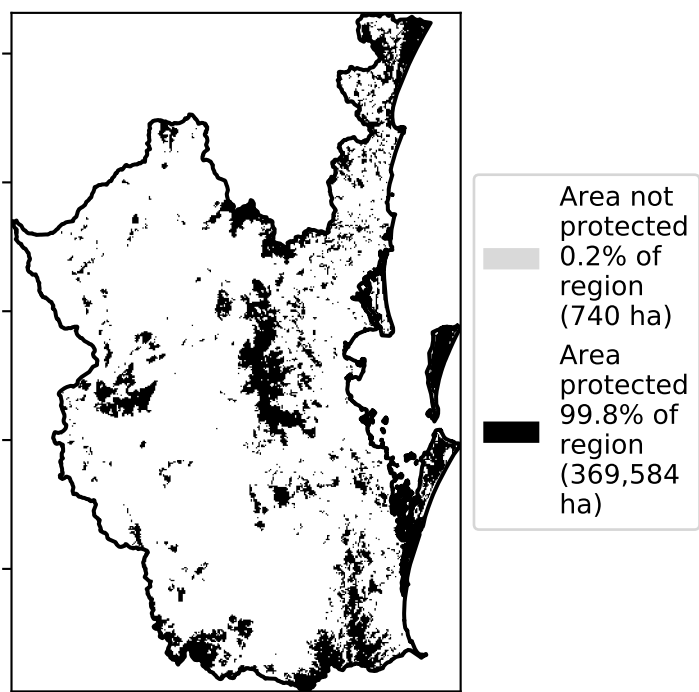 Area not
protected
0.2% of
region
(740 ha)
Area
protected
99.8% of
region
(369,584
ha)